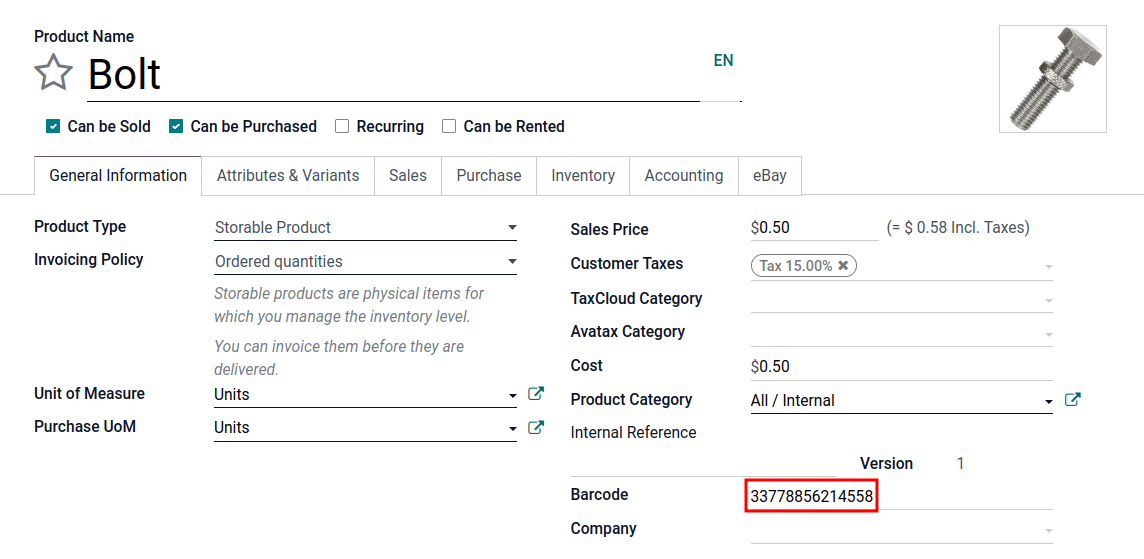 Product Name
Bolt
EN
Can be Sold Can be Purchased Recurring Can be Rented
General Information Attributes & Variants Sales Purchase Inventory Accounting eBay
Product Type Storable Product
Invoicing Policy Ordered quantities
Storable products are physical items for
which you manage the inventory level.
You can invoice them before they are
delivered.
Unit of Measure Units
Purchase UoM Units
Sales Price $0.50 (= $ 0.58 Incl. Taxes)
Customer Taxes Tax 15.00% ✖
TaxCloud Category
Avatax Category
Cost $0.50
Product Category All / Internal
Internal Reference
Version 1
Barcode 33778856214558
Company